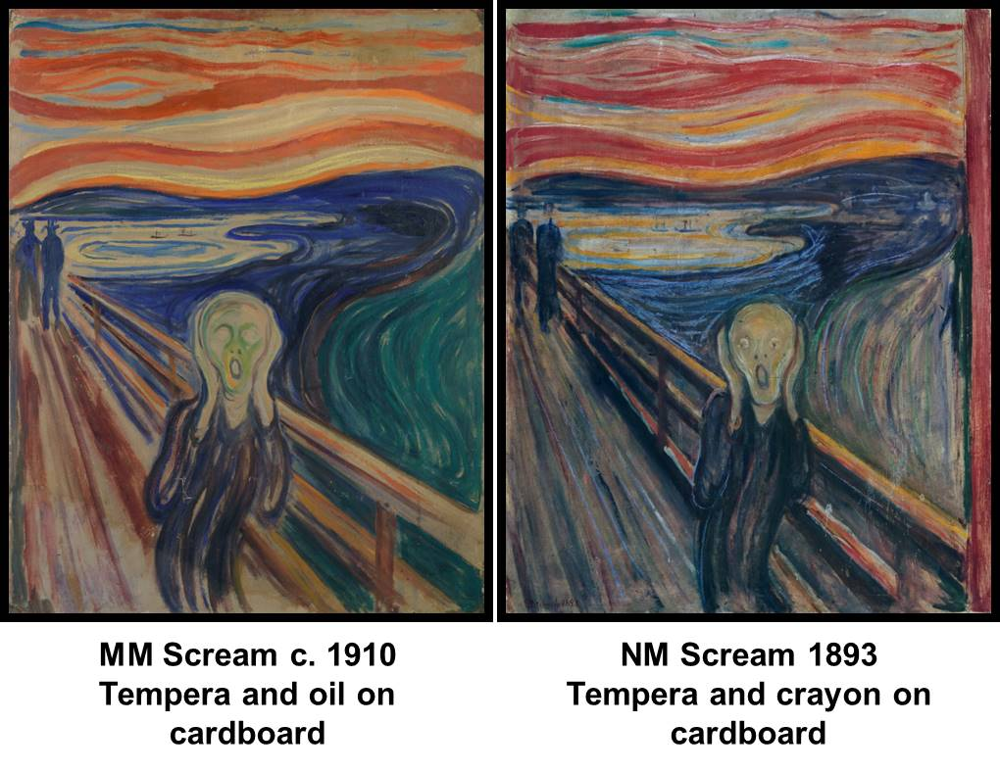 MM Scream c. 1910
Tempera and oil on
cardboard
NM Scream 1893
Tempera and crayon on
cardboard